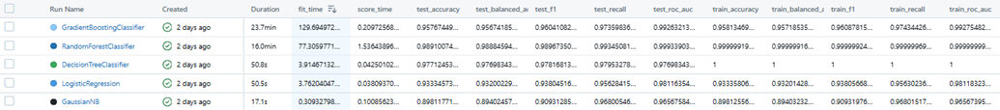 Run Name Created Duration fit_time score_time test_accuracy test_balanced_a... test_f1 test_recall test_roc_auc train_accuracy train_balanced_a... train_f1 train_recall train_roc_auc
GradientBoostingClassifier 2 days ago 23.7min 129.694972... 0.20972568... 0.95767449... 0.95674185... 0.96041082... 0.97359836... 0.99263213... 0.95813469... 0.95718455... 0.96087815... 0.97434435... 0.99275482...
RandomForestClassifier 2 days ago 16.0min 77.3059771... 1.53643896... 0.98910074... 0.98884594... 0.98967350... 0.99345081... 0.99933903... 0.99999919... 0.99999916... 0.99999924... 0.99999969... 0.99999999...
DecisionTreeClassifier 2 days ago 50.8s 3.91467132... 0.04250102... 0.97712453... 0.97698343... 0.97816813... 0.97953278... 0.97698343... 1 1 1 1 1
LogisticRegression 2 days ago 50.5s 3.76204047... 0.03809370... 0.93334573... 0.93200229... 0.93804516... 0.95628415... 0.98116354... 0.93335806... 0.93201428... 0.93805668... 0.95630236... 0.98118323...
GaussianNB 2 days ago 17.1s 0.30932798... 0.10085623... 0.89811771... 0.89402457... 0.90931285... 0.96800546... 0.96567584... 0.89812556... 0.89403232... 0.90931976... 0.96801517... 0.96567395...